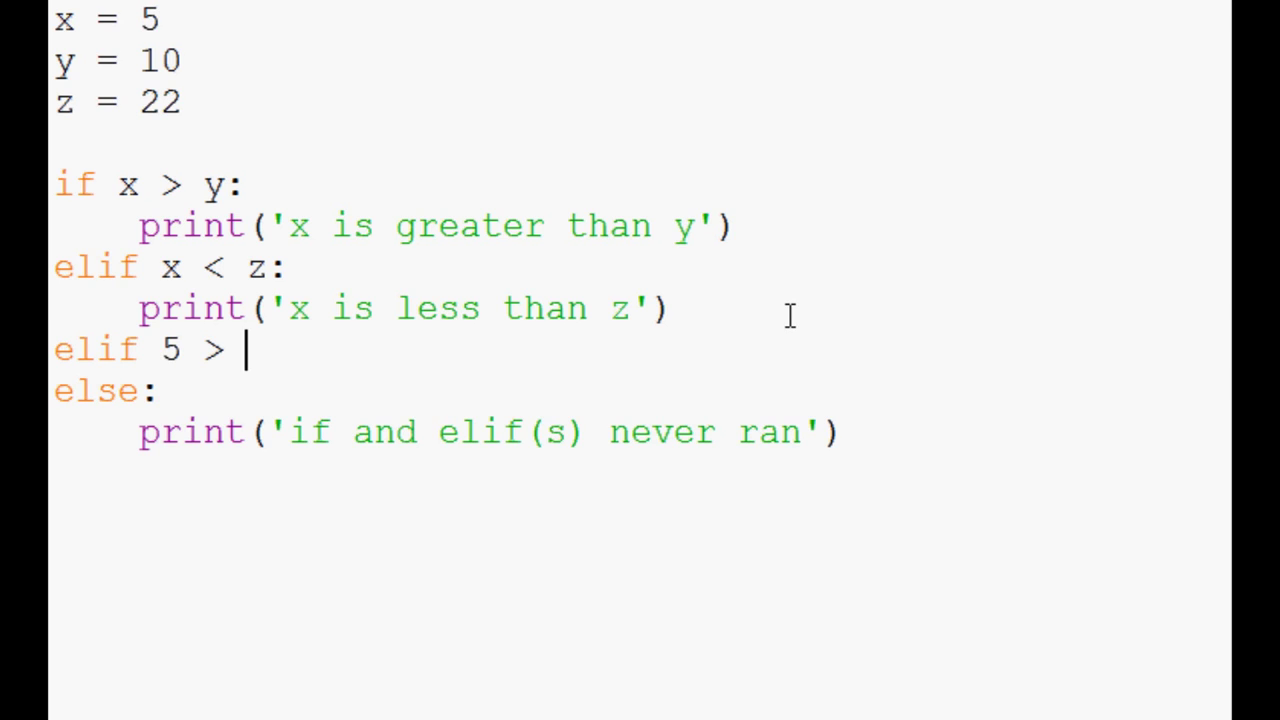 x = 5
y = 10
z = 22
if x > y:
    print('x is greater than y')
elif x < z:
    print('x is less than z')
elif 5 >
else:
    print('if and elif(s) never ran')